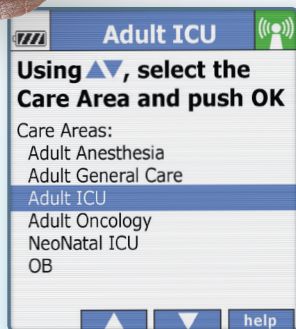 Adult ICU
Using▲▼, select the
Care Area and push OK
Care Areas:
Adult Anesthesia
Adult General Care
Adult ICU
Adult Oncology
NeoNatal ICU
OB
help